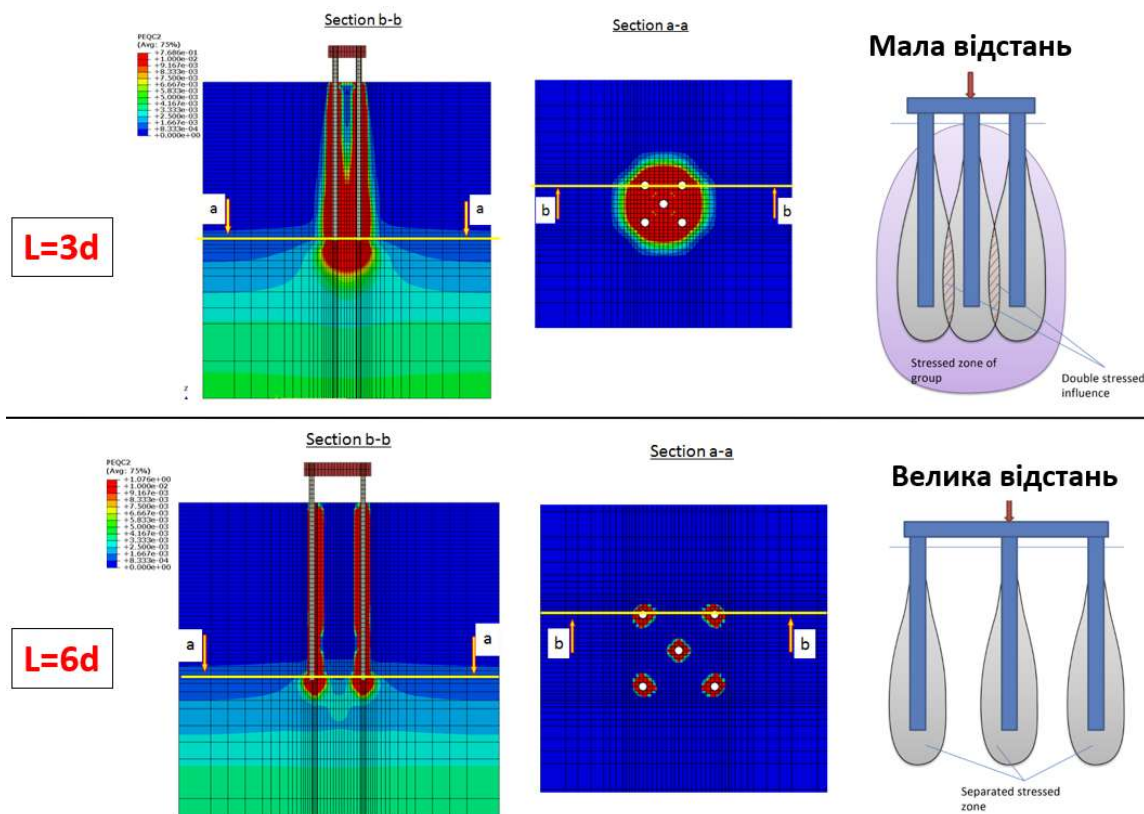 Section b-b
PEQC2
(Avg: 75%)
+7.686e-01
+1.000e-02
+9.167e-03
+8.333e-03
+7.500e-03
+6.667e-03
+5.833e-03
+5.000e-03
+4.167e-03
+3.333e-03
+2.500e-03
+1.667e-03
+8.333e-04
+0.000e+00
a
a
L=3d
z
Section a-a
b
b
Мала відстань
Stressed zone of
group
Double stressed
influence
Section b-b
PEQC2
(Avg: 75%)
+1.076e+00
+1.000e-02
+9.167e-03
+8.333e-03
+7.500e-03
+6.667e-03
+5.833e-03
+5.000e-03
+4.167e-03
+3.333e-03
+2.500e-03
+1.667e-03
+8.333e-04
+0.000e+00
a
a
L=6d
Section a-a
b
b
Велика відстань
Separated stressed
zone